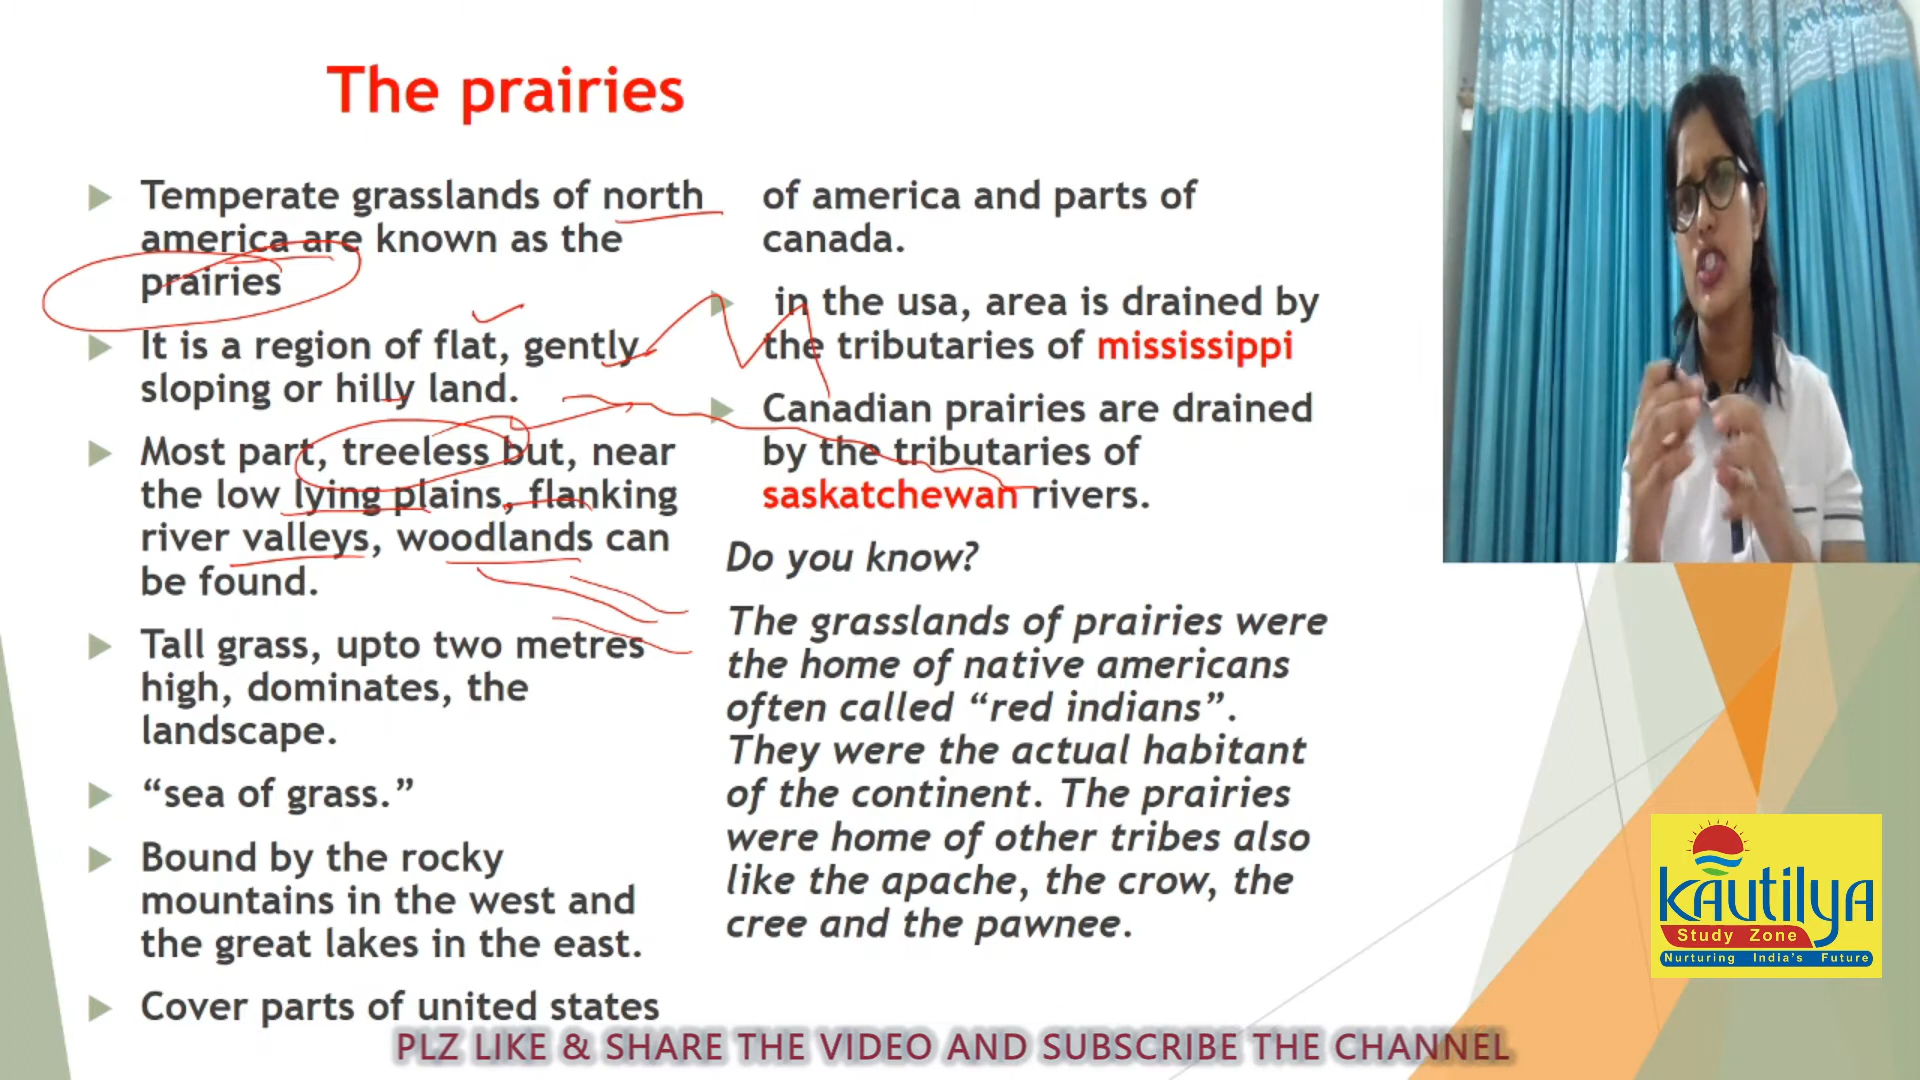 The prairies
Temperate grasslands of north
america are known as the
prairies
It is a region of flat, gently
sloping or hilly land.
Most part, treeless but, near
the low lying plains, flanking
river valleys, woodlands can
be found.
Tall grass, upto two metres
high, dominates, the
landscape.
“sea of grass.”
Bound by the rocky
mountains in the west and
the great lakes in the east.
Cover parts of united states
of america and parts of
canada.
in the usa, area is drained by
the tributaries of mississippi
Canadian prairies are drained
by the tributaries of
saskatchewan rivers.
Do you know?
The grasslands of prairies were
the home of native americans
often called “red indians”.
They were the actual habitant
of the continent. The prairies
were home of other tribes also
like the apache, the crow, the
cree and the pawnee.
Kautilya
Study Zone
Nurturing India's Future
PLZ LIKE & SHARE THE VIDEO AND SUBSCRIBE THE CHANNEL